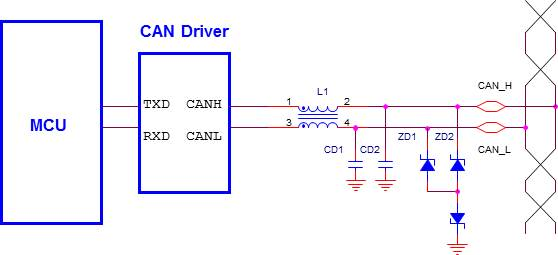 CAN Driver
MCU
TXD CANH
RXD CANL
L1
1 2
3 4
CAN_H
CAN_L
ZD1 ZD2
CD1 CD2